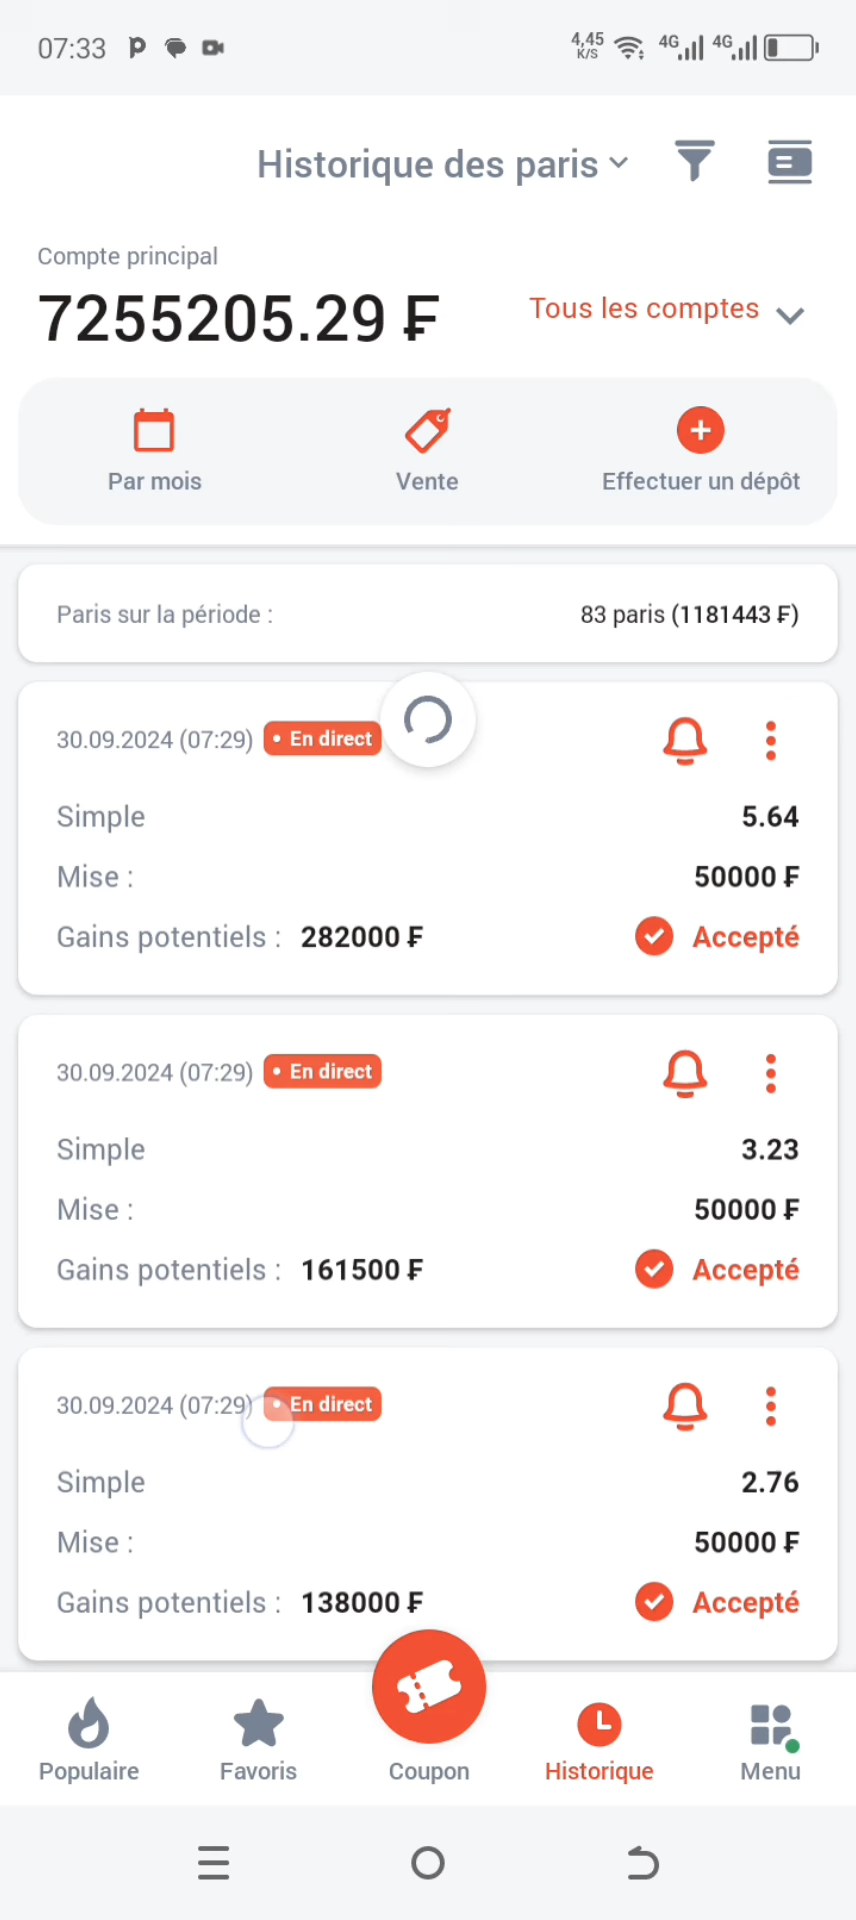 07:33
4,45 K/S 4G 4G
Historique des paris
Compte principal
7255205.29 ₣
Tous les comptes
Par mois
Vente
Effectuer un dépôt
Paris sur la période :
83 paris (1181443 ₣)
30.09.2024 (07:29) • En direct
Simple 5.64
Mise : 50000 ₣
Gains potentiels : 282000 ₣ Accepté
30.09.2024 (07:29) • En direct
Simple 3.23
Mise : 50000 ₣
Gains potentiels : 161500 ₣ Accepté
30.09.2024 (07:29) • En direct
Simple 2.76
Mise : 50000 ₣
Gains potentiels : 138000 ₣ Accepté
Populaire
Favoris
Coupon
Historique
Menu